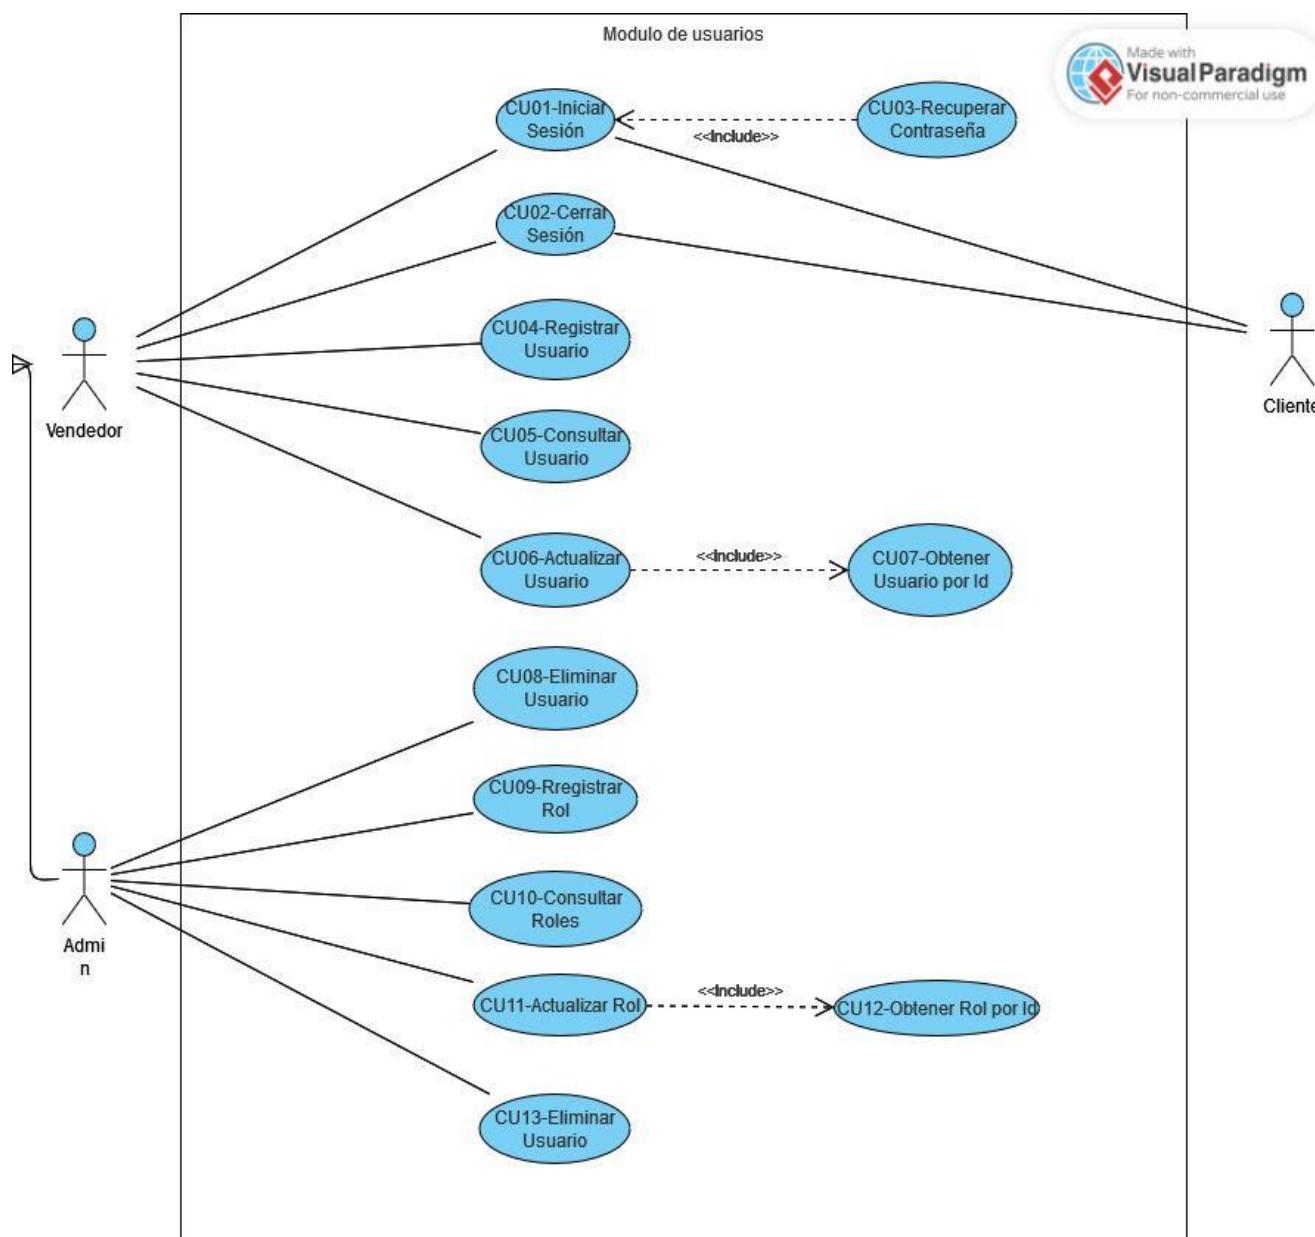 Modulo de usuarios
Made with
Visual Paradigm
For non-commercial use
CU01-Iniciar
Sesión
<<Include>>
CU03-Recuperar
Contraseña
CU02-Cerrar
Sesión
CU04-Registrar
Usuario
Vendedor
Cliente
CU05-Consultar
Usuario
CU06-Actualizar
Usuario
<<Include>>
CU07-Obtener
Usuario por Id
CU08-Eliminar
Usuario
CU09-Rregistrar
Rol
CU10-Consultar
Roles
Admi
n
CU11-Actualizar Rol
<<Include>>
CU12-Obtener Rol por Id
CU13-Eliminar
Usuario